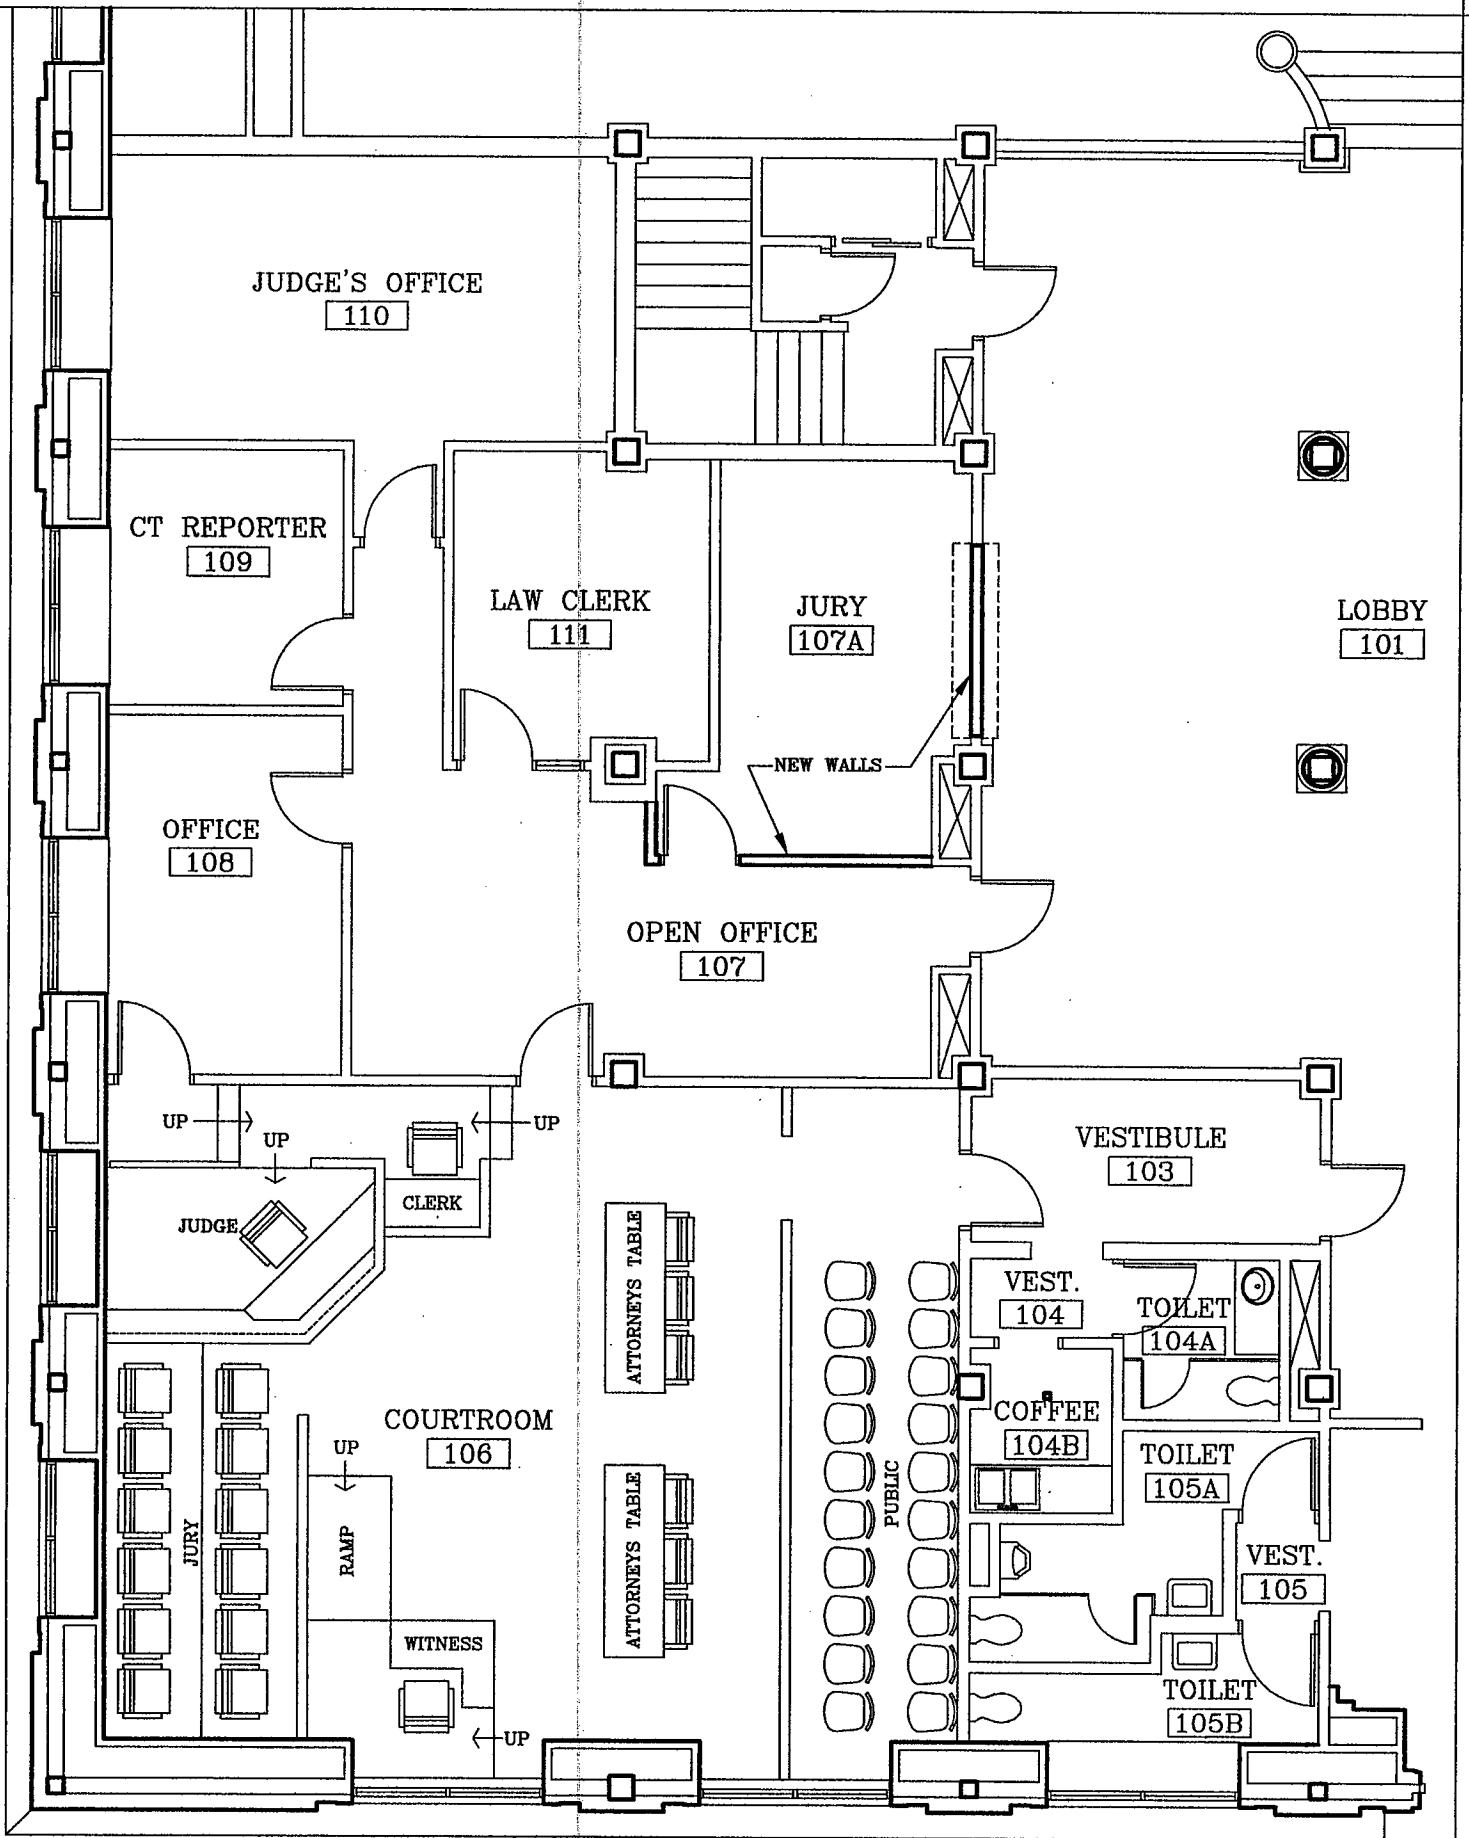 JUDGE'S OFFICE
110
CT REPORTER
109
LAW CLERK
111
JURY
107A
LOBBY
101
NEW WALLS
OFFICE
108
OPEN OFFICE
107
UP
UP
UP
VESTIBULE
103
CLERK
JUDGE
ATTORNEYS TABLE
VEST.
104
TOILET
104A
COURTROOM
106
COFFEE
104B
UP
TOILET
105A
PUBLIC
JURY
RAMP
ATTORNEYS TABLE
VEST.
105
WITNESS
TOILET
105B
UP